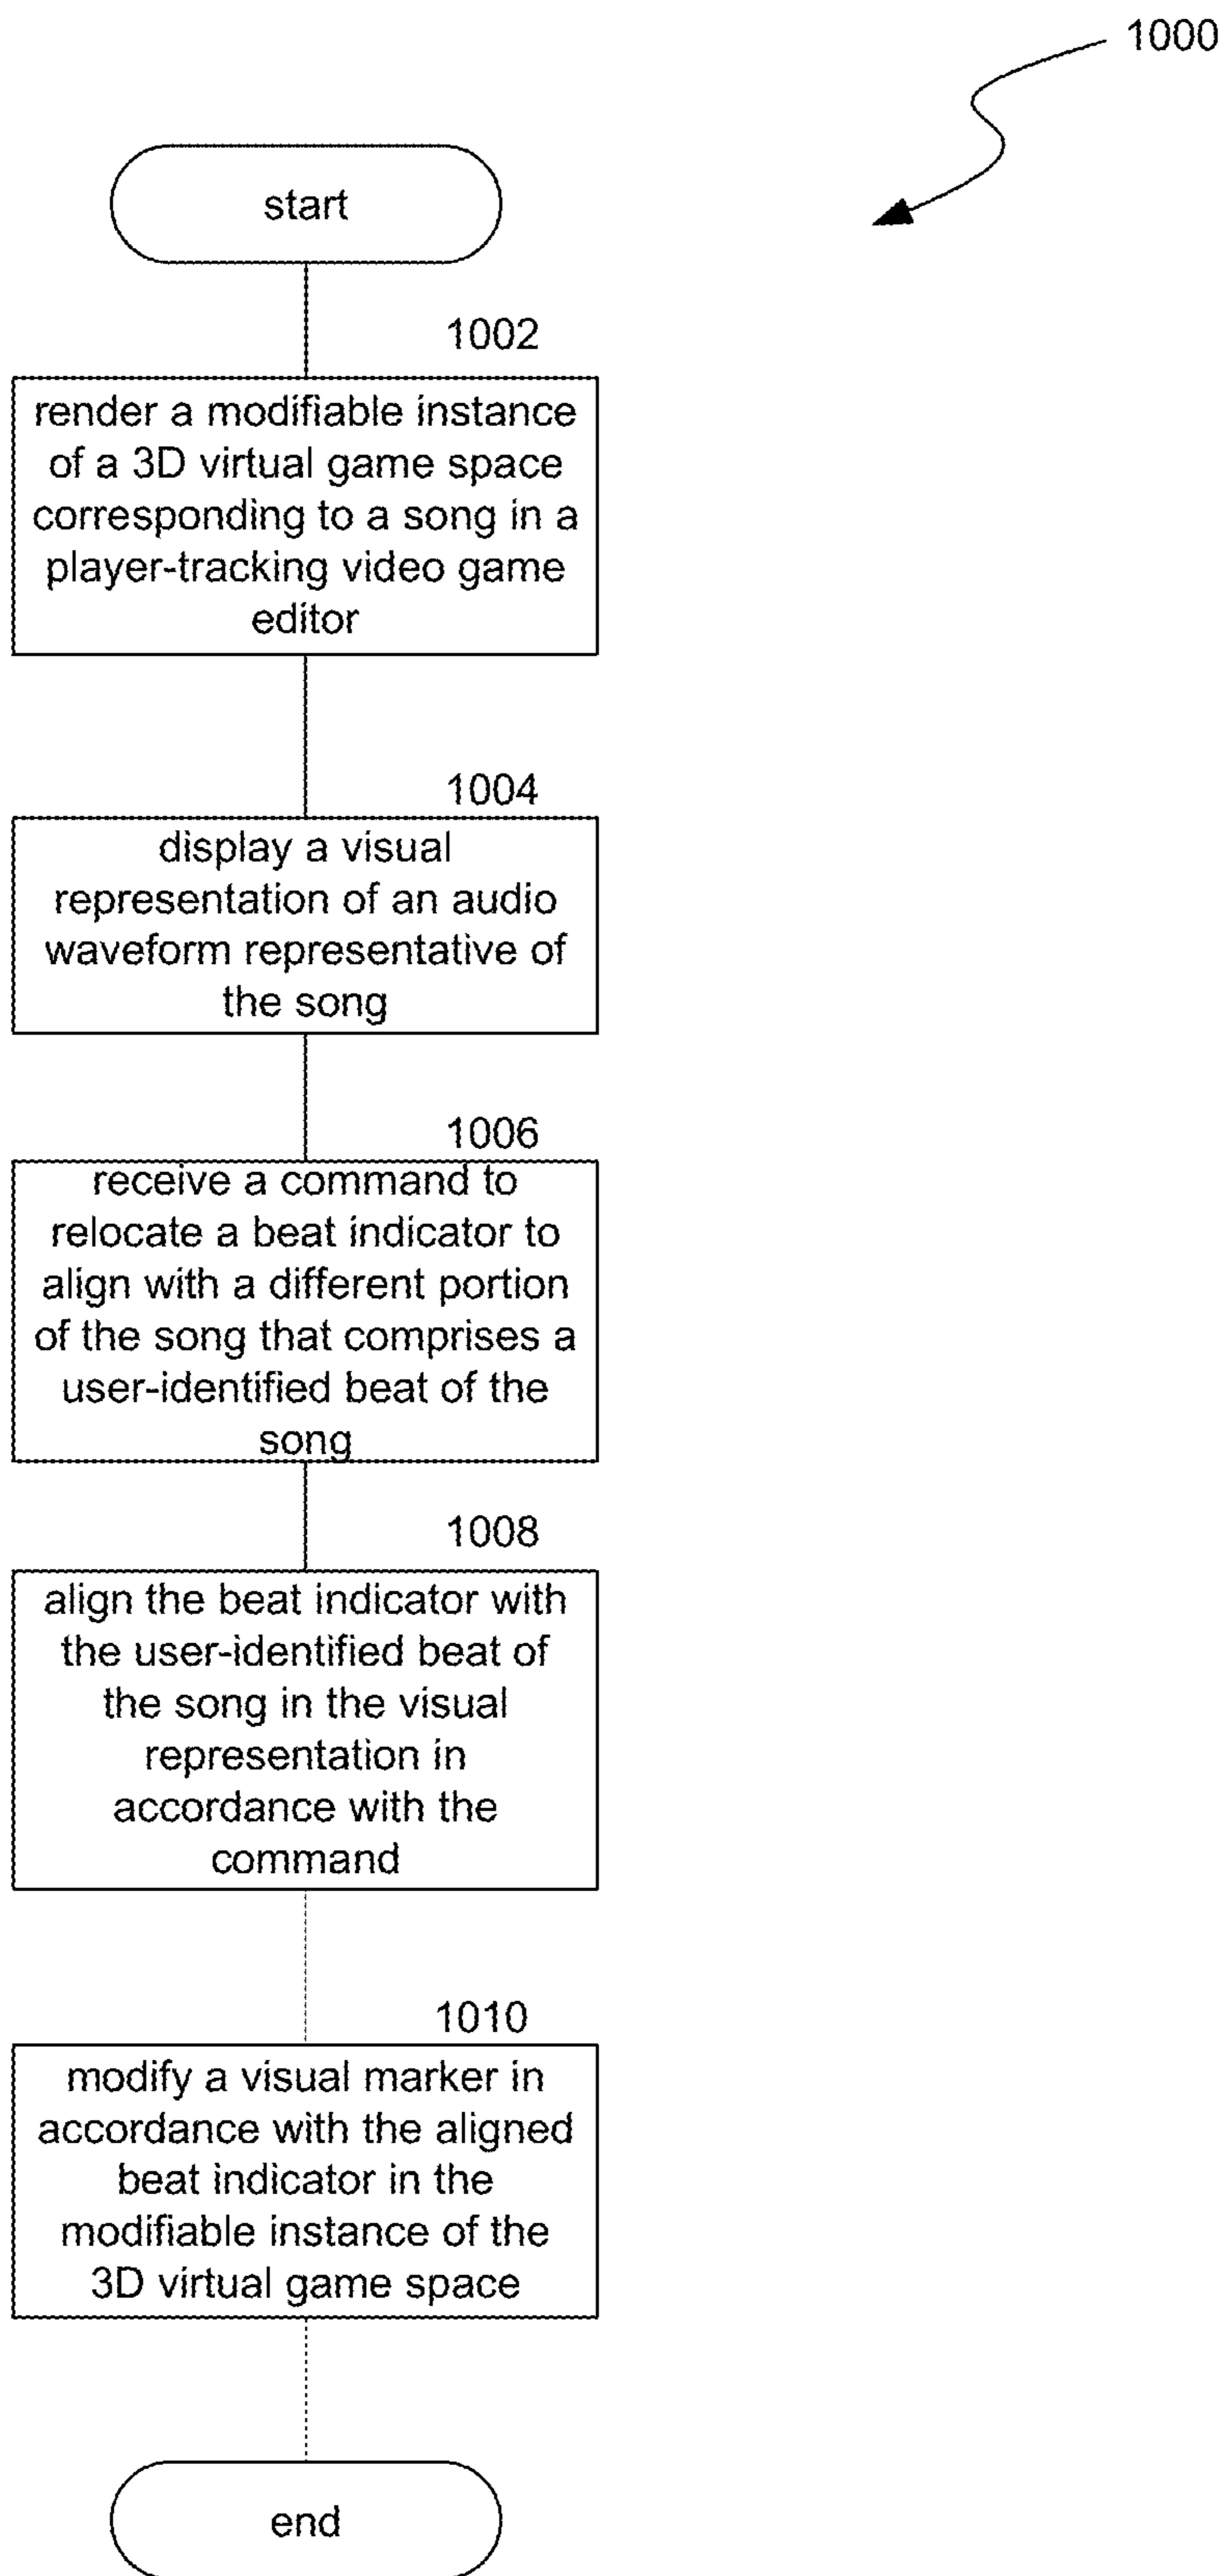 1000
start
1002
render a modifiable instance
of a 3D virtual game space
corresponding to a song in a
player-tracking video game
editor
1004
display a visual
representation of an audio
waveform representative of
the song
1006
receive a command to
relocate a beat indicator to
align with a different portion
of the song that comprises a
user-identified beat of the
song
1008
align the beat indicator with
the user-identified beat of
the song in the visual
representation in
accordance with the
command
1010
modify a visual marker in
accordance with the aligned
beat indicator in the
modifiable instance of the
3D virtual game space
end